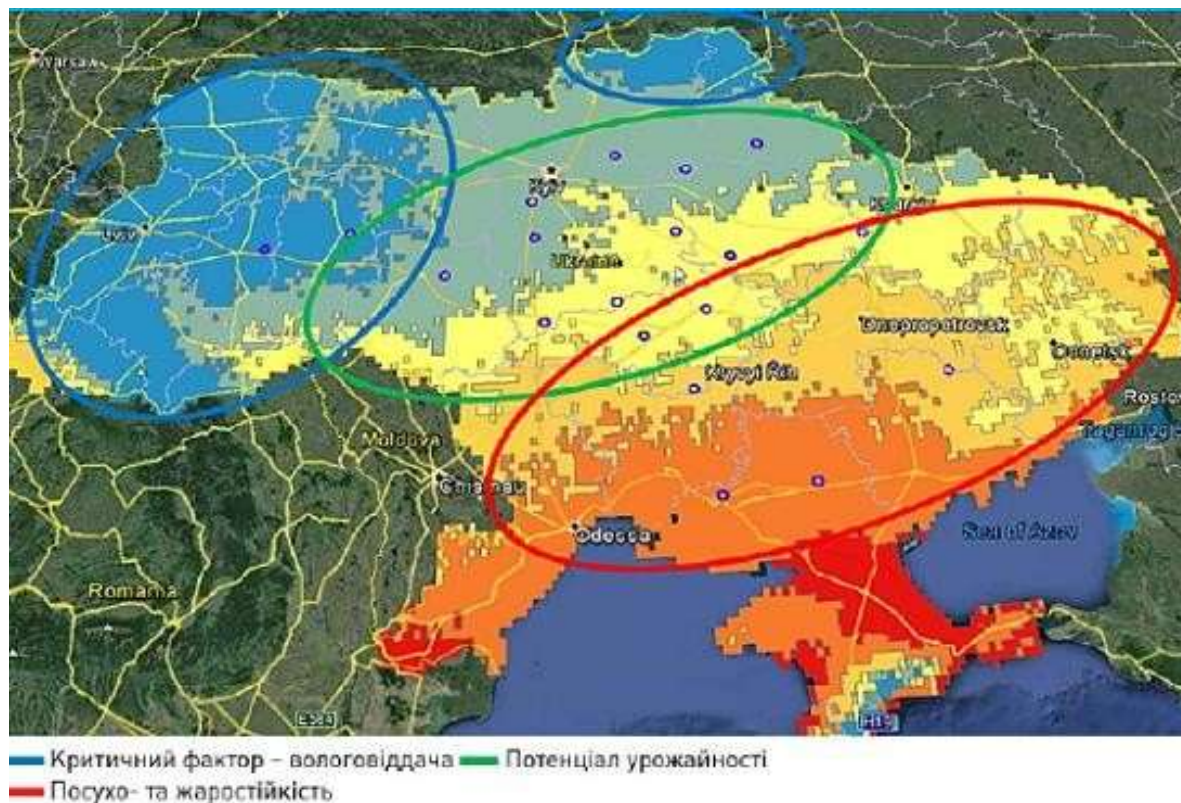 Warsaw
Lviv
Kyiv
Kharkiv
Ukraine
Dnepropetrovsk
Donetsk
Kryvyi Rih
Rostov
Taganrog
Moldova
Chisinau
Odessa
Sea of Azov
Romania
Критичний фактор – вологовіддача Потенціал урожайності
Посухо- та жаростійкість